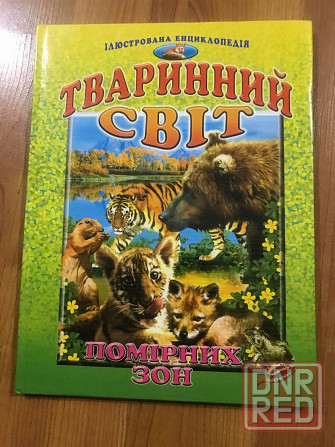 ІЛЮСТРОВАНА ЕНЦИКЛОПЕДІЯ
ТВАРИННИЙ
СВІТ
ПОМІРНИХ
ЗОН
DNR
RED